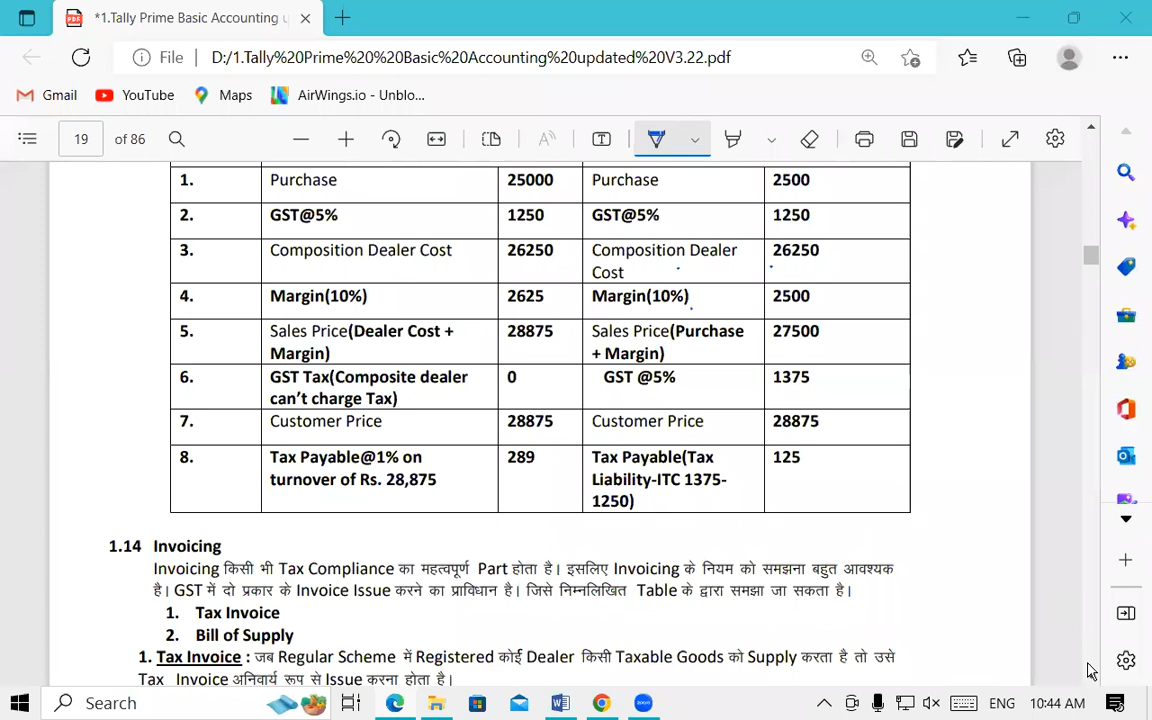 *1.Tally Prime Basic Accounting u
File
D:/1.Tally%20Prime%20%20Basic%20Accounting%20updated%20V3.22.pdf
Gmail
YouTube
Maps
AirWings.io - Unblo...
19
of 86
1. Purchase 25000 Purchase 2500
2. GST@5% 1250 GST@5% 1250
3. Composition Dealer Cost 26250 Composition Dealer 26250
Cost
4. Margin(10%) 2625 Margin(10%) 2500
5. Sales Price(Dealer Cost + 28875 Sales Price(Purchase 27500
Margin) + Margin)
6. GST Tax(Composite dealer 0 GST @5% 1375
can't charge Tax)
7. Customer Price 28875 Customer Price 28875
8. Tax Payable@1% on 289 Tax Payable(Tax 125
turnover of Rs. 28,875 Liability-ITC 1375-
1250)
1.14 Invoicing
Invoicing किसी भी Tax Compliance का महत्वपूर्ण Part होता है। इसलिए Invoicing के नियम को समझना बहुत आवश्यक
है। GST में दो प्रकार के Invoice Issue करने का प्राविधान है। जिसे निम्नलिखित Table के द्वारा समझा जा सकता है।
1. Tax Invoice
2. Bill of Supply
1. Tax Invoice : जब Regular Scheme में Registered कोई Dealer किसी Taxable Goods को Supply करता है तो उसे
Tax Invoice अनिवार्य रूप से Issue करना होता है।
Search
ENG
10:44 AM